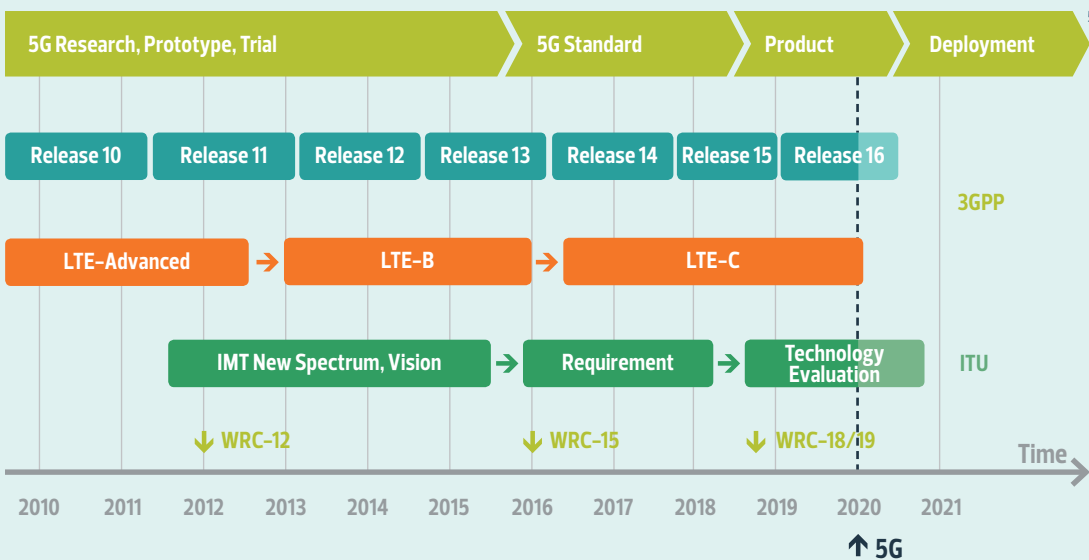 5G Research, Prototype, Trial
5G Standard
Product
Deployment
Release 10
Release 11
Release 12
Release 13
Release 14
Release 15
Release 16
3GPP
LTE-Advanced
LTE-B
LTE-C
IMT New Spectrum, Vision
Requirement
Technology
Evaluation
ITU
WRC-12
WRC-15
WRC-18/19
Time
2010 2011 2012 2013 2014 2015 2016 2017 2018 2019 2020 2021
5G